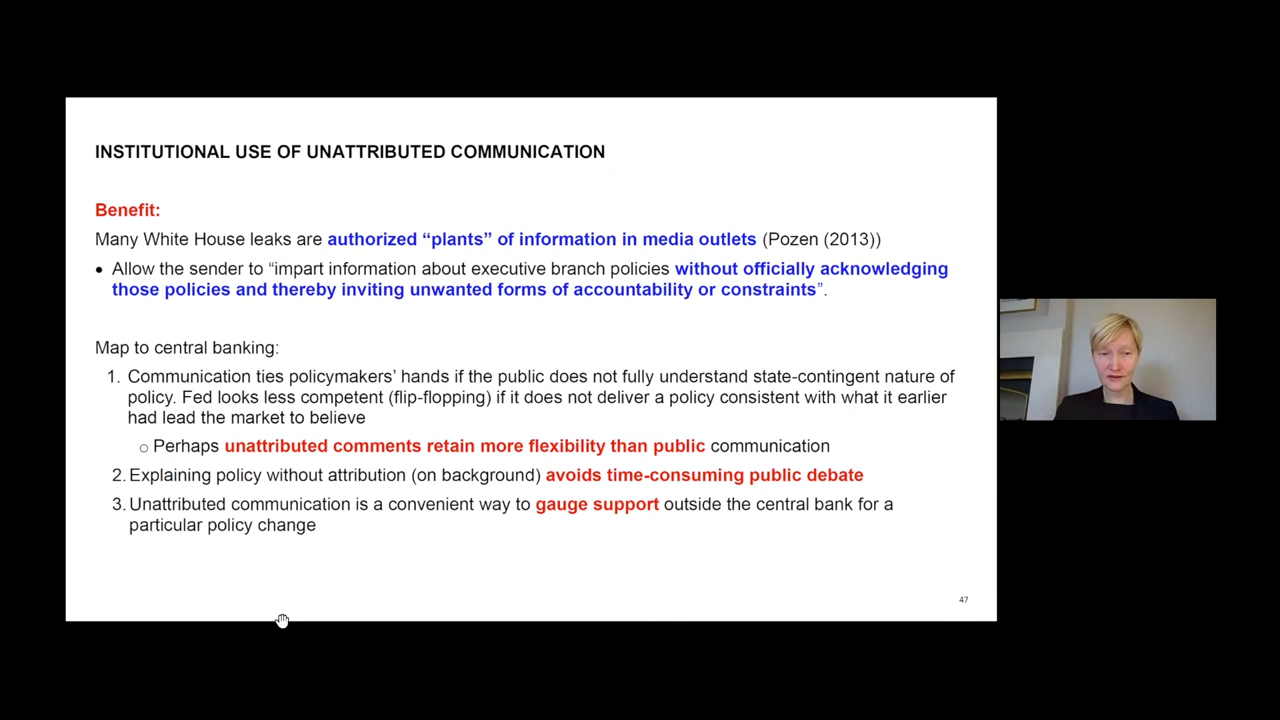 INSTITUTIONAL USE OF UNATTRIBUTED COMMUNICATION
Benefit:
Many White House leaks are authorized “plants” of information in media outlets (Pozen (2013))
• Allow the sender to “impart information about executive branch policies without officially acknowledging
those policies and thereby inviting unwanted forms of accountability or constraints”.
Map to central banking:
1. Communication ties policymakers’ hands if the public does not fully understand state-contingent nature of
policy. Fed looks less competent (flip-flopping) if it does not deliver a policy consistent with what it earlier
had lead the market to believe
○ Perhaps unattributed comments retain more flexibility than public communication
2. Explaining policy without attribution (on background) avoids time-consuming public debate
3. Unattributed communication is a convenient way to gauge support outside the central bank for a
particular policy change
47